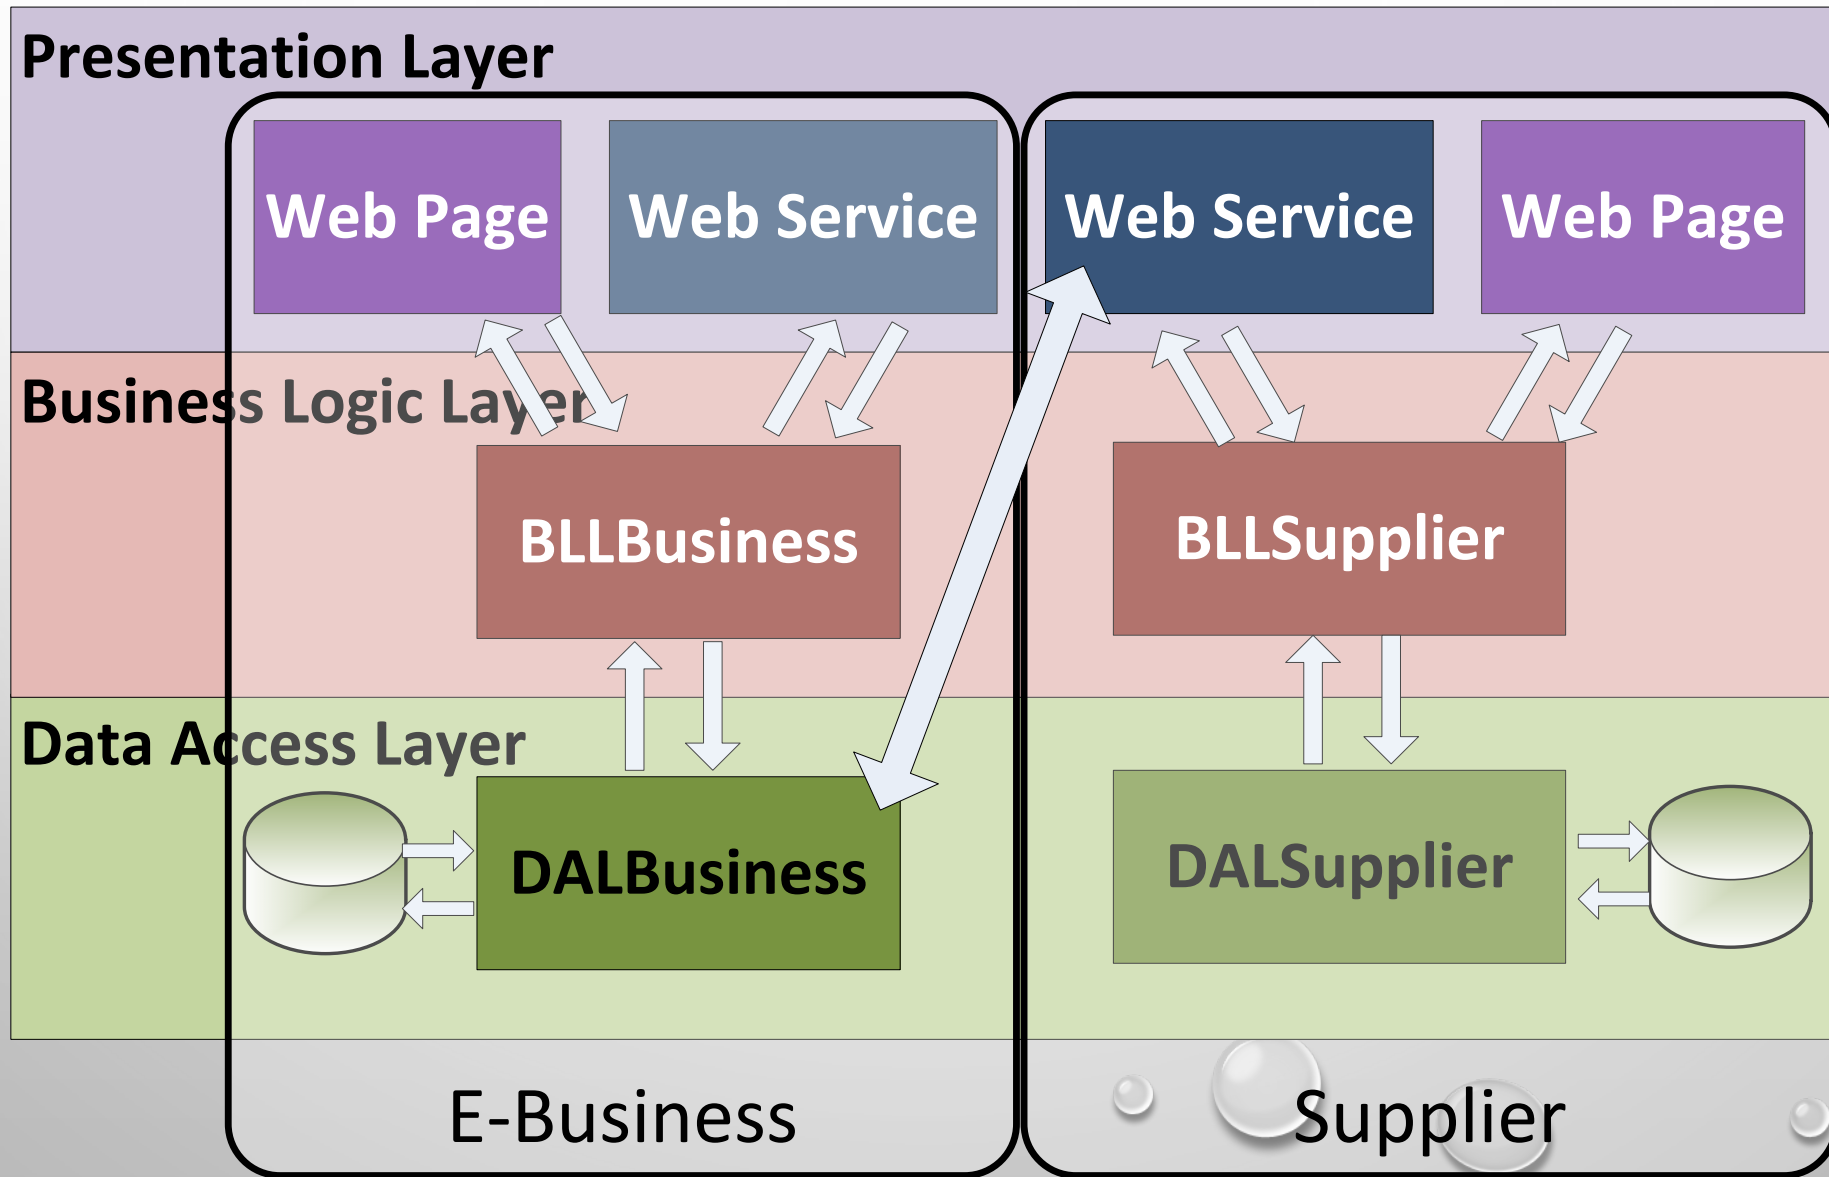 Presentation Layer
Web Page
Web Service
Web Service
Web Page
Business Logic Layer
BLLBusiness
BLLSupplier
Data Access Layer
DALBusiness
DALSupplier
E-Business
Supplier